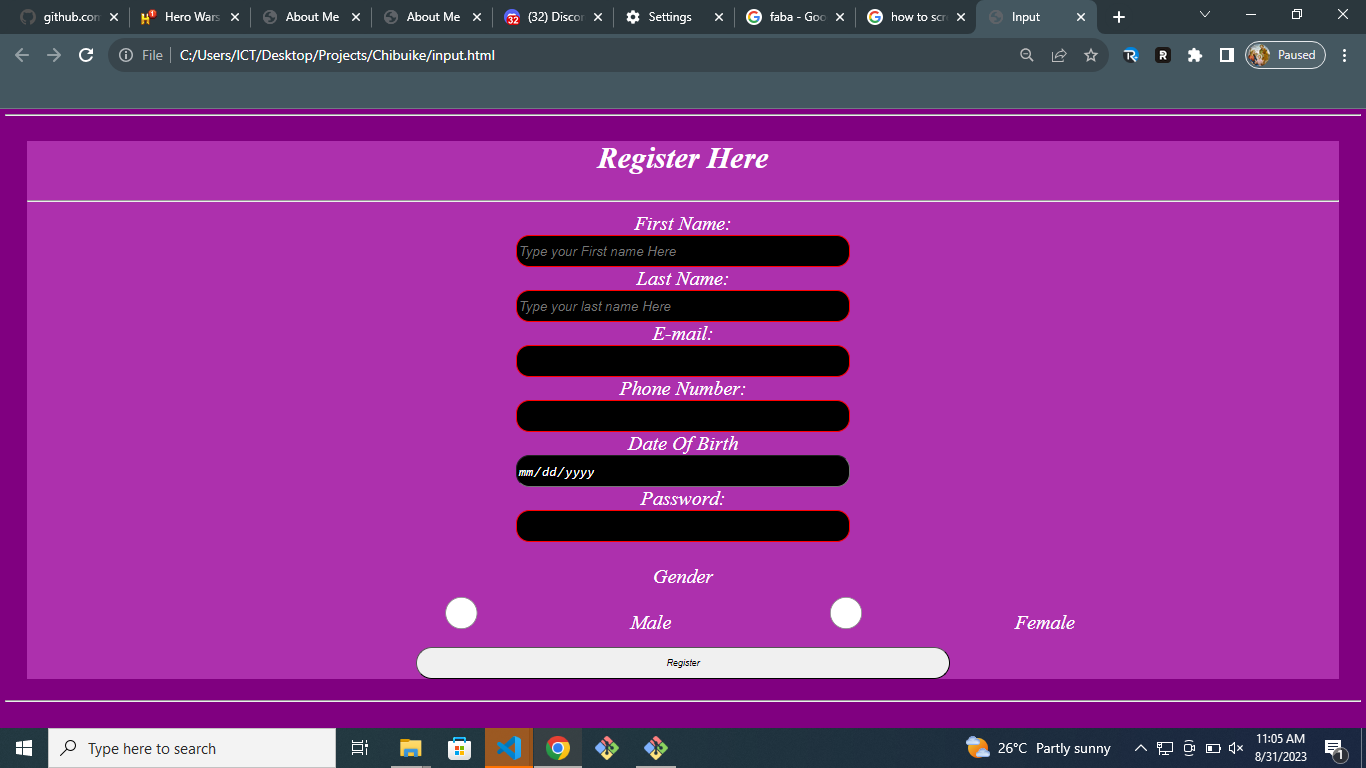 github.con
Hero Wars
About Me
About Me
(32) Discor
Settings
faba - Goo
how to scre
Input
File
C:/Users/ICT/Desktop/Projects/Chibuike/input.html
Paused
Register Here
First Name:
Type your First name Here
Last Name:
Type your last name Here
E-mail:
Phone Number:
Date Of Birth
mm/dd/yyyy
Password:
Gender
Male
Female
Register
Type here to search
26°C Partly sunny
11:05 AM
8/31/2023
1